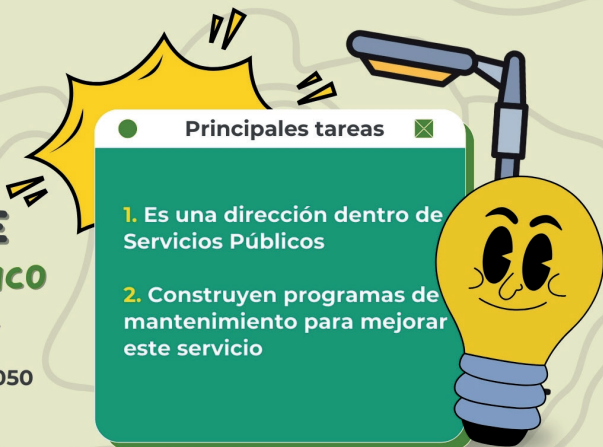 Principales tareas
1. Es una dirección dentro de
Servicios Públicos
2. Construyen programas de
mantenimiento para mejorar
este servicio
050